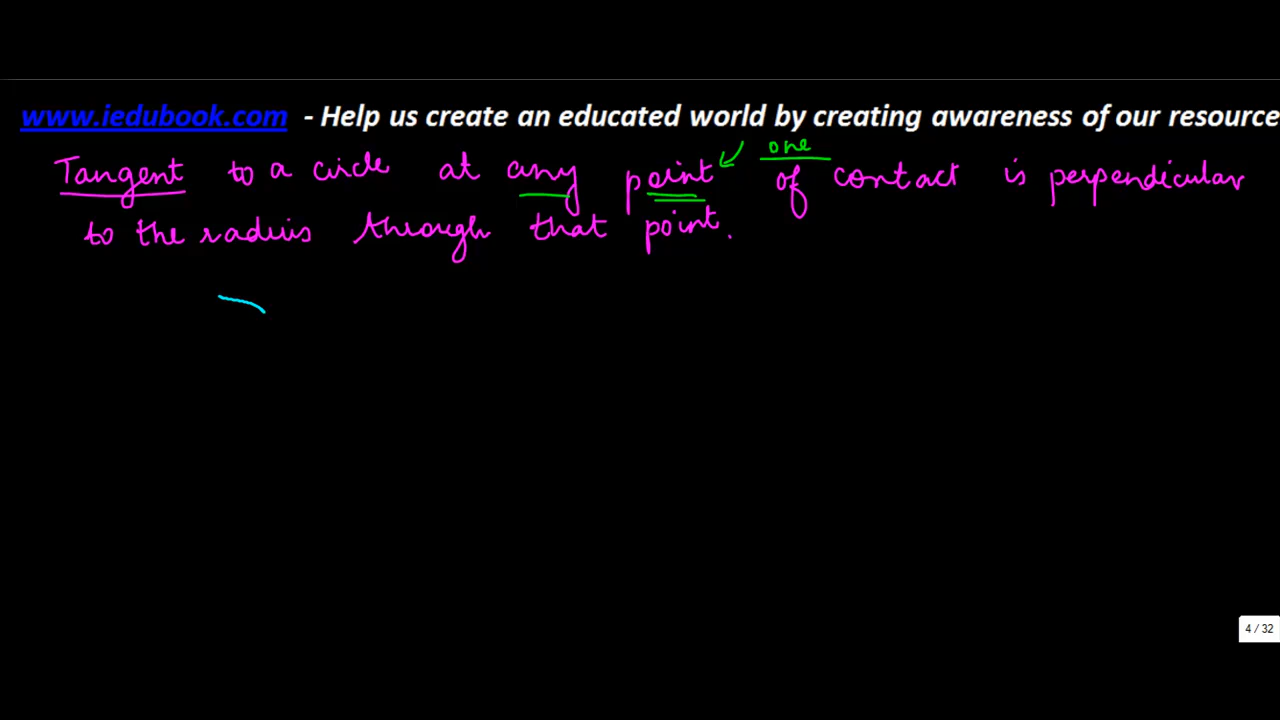 www.iedubook.com - Help us create an educated world by creating awareness of our resource
one
Tangent to a circle at any point of contact is perpendicular
to the radius through that point.
4 / 32